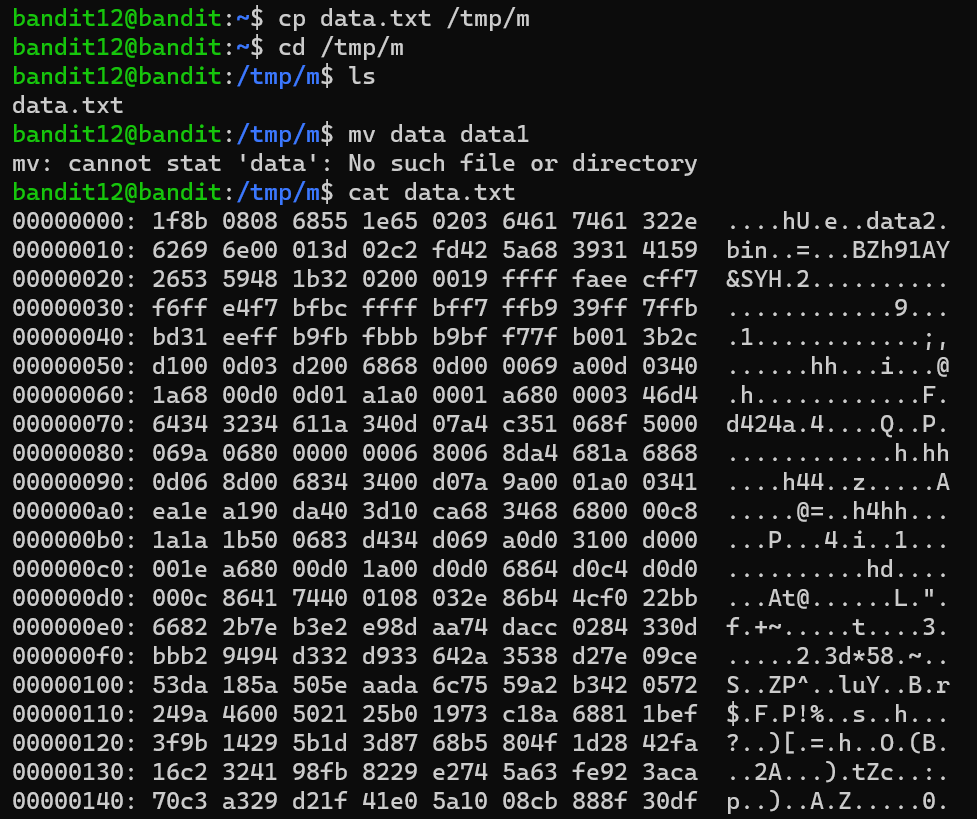 bandit12@bandit:~$ cp data.txt /tmp/m
bandit12@bandit:~$ cd /tmp/m
bandit12@bandit:/tmp/m$ ls
data.txt
bandit12@bandit:/tmp/m$ mv data data1
mv: cannot stat 'data': No such file or directory
bandit12@bandit:/tmp/m$ cat data.txt
00000000: 1f8b 0808 6855 1e65 0203 6461 7461 322e  ....hU.e..data2.
00000010: 6269 6e00 013d 02c2 fd42 5a68 3931 4159  bin..=...BZh91AY
00000020: 2653 5948 1b32 0200 0019 ffff faee cff7  &SYH.2..........
00000030: f6ff e4f7 bfbc ffff bff7 ffb9 39ff 7ffb  ............9...
00000040: bd31 eeff b9fb fbbb b9bf f77f b001 3b2c  .1............;,
00000050: d100 0d03 d200 6868 0d00 0069 a00d 0340  ......hh...i...@
00000060: 1a68 00d0 0d01 a1a0 0001 a680 0003 46d4  .h............F.
00000070: 6434 3234 611a 340d 07a4 c351 068f 5000  d424a.4....Q..P.
00000080: 069a 0680 0000 0006 8006 8da4 681a 6868  ............h.hh
00000090: 0d06 8d00 6834 3400 d07a 9a00 01a0 0341  ....h44..z.....A
000000a0: ea1e a190 da40 3d10 ca68 3468 6800 00c8  .....@=..h4hh...
000000b0: 1a1a 1b50 0683 d434 d069 a0d0 3100 d000  ...P...4.i..1...
000000c0: 001e a680 00d0 1a00 d0d0 6864 d0c4 d0d0  ..........hd....
000000d0: 000c 8641 7440 0108 032e 86b4 4cf0 22bb  ...At@......L.".
000000e0: 6682 2b7e b3e2 e98d aa74 dacc 0284 330d  f.+~.....t....3.
000000f0: bbb2 9494 d332 d933 642a 3538 d27e 09ce  .....2.3d*58.~..
00000100: 53da 185a 505e aada 6c75 59a2 b342 0572  S..ZP^..luY..B.r
00000110: 249a 4600 5021 25b0 1973 c18a 6881 1bef  $.F.P!%..s..h...
00000120: 3f9b 1429 5b1d 3d87 68b5 804f 1d28 42fa  ?..)[.=.h..O.(B.
00000130: 16c2 3241 98fb 8229 e274 5a63 fe92 3aca  ..2A...).tZc..:.
00000140: 70c3 a329 d21f 41e0 5a10 08cb 888f 30df  p..)..A.Z.....0.